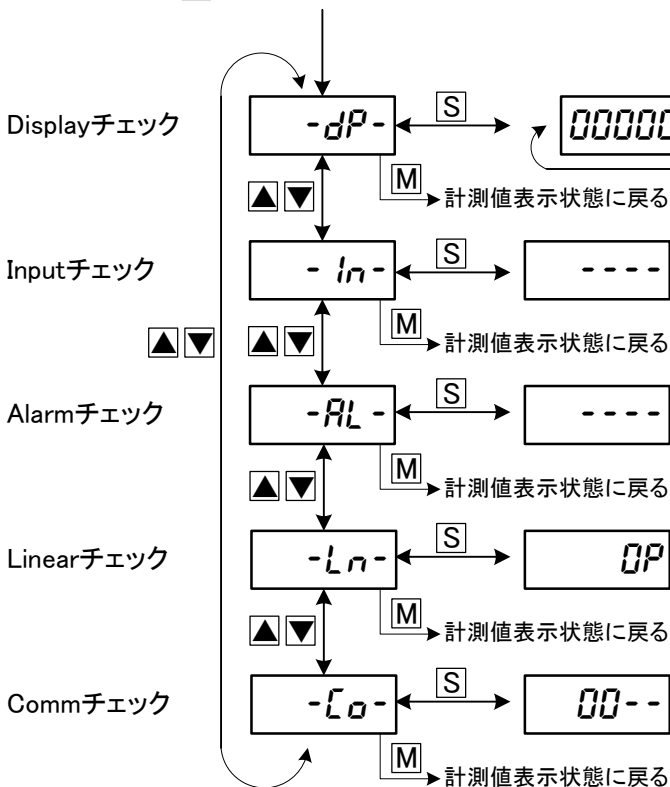 S
Displayチェック -dP- 00000
▲▼ M 計測値表示状態に戻る
S
Inputチェック -In- ----
▲▼ ▲▼ M 計測値表示状態に戻る
S
Alarmチェック -AL- ----
▲▼ M 計測値表示状態に戻る
S
Linearチェック -Ln- OP
▲▼ M 計測値表示状態に戻る
S
Commチェック -Co- 00--
M 計測値表示状態に戻る